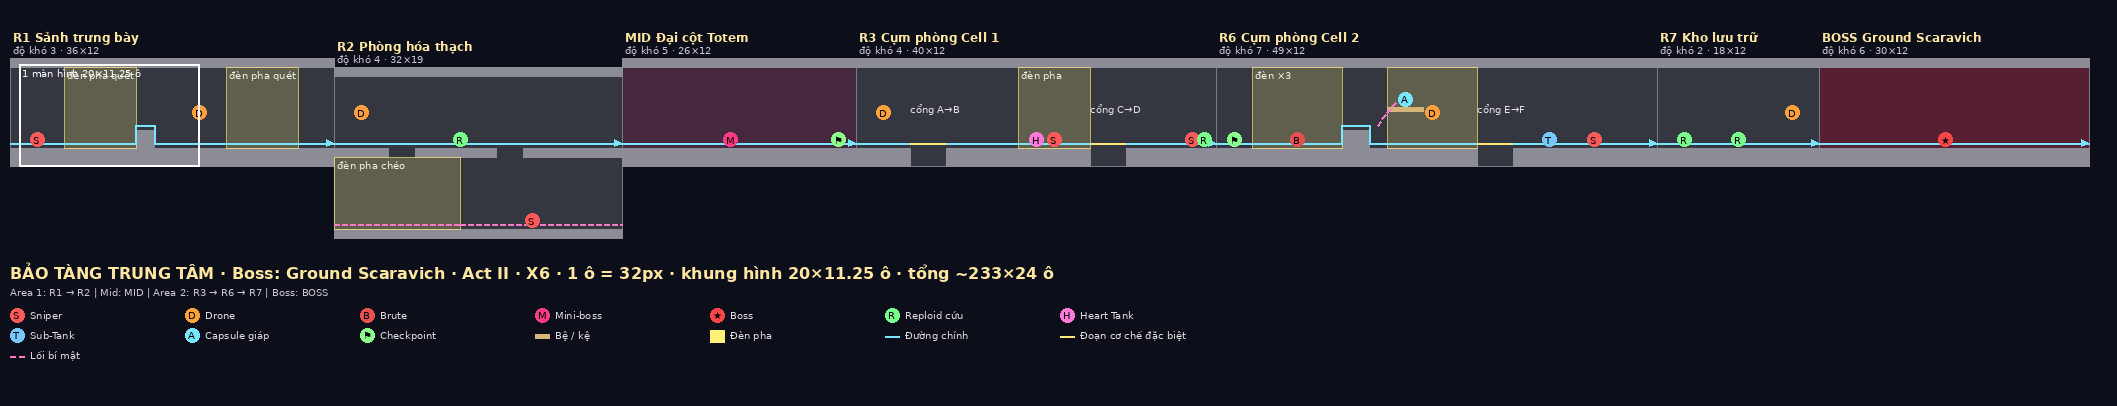 R1 Sảnh trưng bày
độ khó 3 · 36×12
R2 Phòng hóa thạch
độ khó 4 · 32×19
MID Đại cột Totem
độ khó 5 · 26×12
R3 Cụm phòng Cell 1
độ khó 4 · 40×12
R6 Cụm phòng Cell 2
độ khó 7 · 49×12
R7 Kho lưu trữ
độ khó 2 · 18×12
BOSS Ground Scaravich
độ khó 6 · 30×12
1 màn hình 20×11.25 ô
đèn pha quét
đèn pha quét
đèn pha
đèn ×3
D
D
D
cổng A→B
cổng C→D
A
D
cổng E→F
D
S
R
M
⚑
H
S
S
R
⚑
B
T
S
R
R
★
đèn pha chéo
S
BẢO TÀNG TRUNG TÂM · Boss: Ground Scaravich · Act II · X6 · 1 ô = 32px · khung hình 20×11.25 ô · tổng ~233×24 ô
Area 1: R1 → R2 | Mid: MID | Area 2: R3 → R6 → R7 | Boss: BOSS
S Sniper
D Drone
B Brute
M Mini-boss
★ Boss
R Reploid cứu
H Heart Tank
T Sub-Tank
A Capsule giáp
⚑ Checkpoint
Bệ / kệ
Đèn pha
Đường chính
Đoạn cơ chế đặc biệt
Lối bí mật